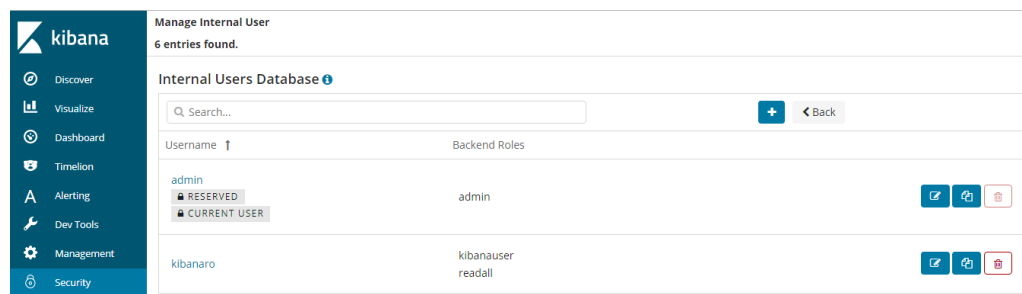 kibana
Discover
Visualize
Dashboard
Timelion
Alerting
Dev Tools
Management
Security
Manage Internal User
6 entries found.
Internal Users Database
Search...
Back
Username
Backend Roles
admin
RESERVED
CURRENT USER
admin
kibanaro
kibanauser
readall